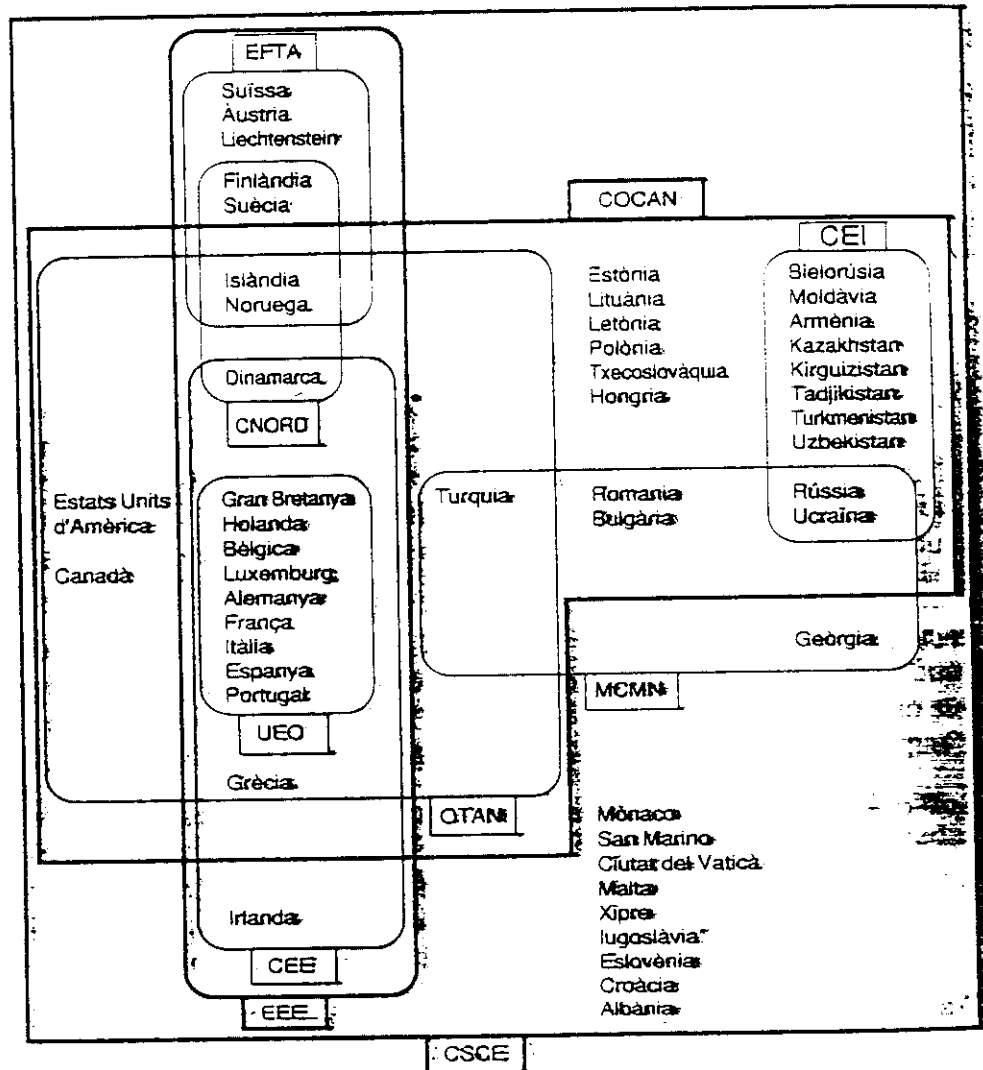 EFTA
Suïssa
Àustria
Liechtenstein
Finlàndia
Suècia
COCAN
CEI
Islàndia
Noruega
Estònia
Lituània
Letònia
Polònia
Txecoslovàquia
Hongria
Bielorúsia
Moldàvia
Armènia
Kazakhstan
Kirguizistan
Tadjikistan
Turkmenistan
Uzbekistan
Dinamarca
CNORD
Estats Units
d'Amèrica
Canadà
Gran Bretanya
Holanda
Bèlgica
Luxemburg
Alemanya
França
Itàlia
Espanya
Portugal
UEO
Grècia
Turquia
Romania
Bulgària
Rússia
Ucraïna
Geòrgia
MCMN
OTAN
Mònaco
San Marino
Ciutat del Vaticà
Malta
Xipre
Iugoslàvia*
Eslovènia
Croàcia
Albània
Irlanda
CEE
EEE
CSCE